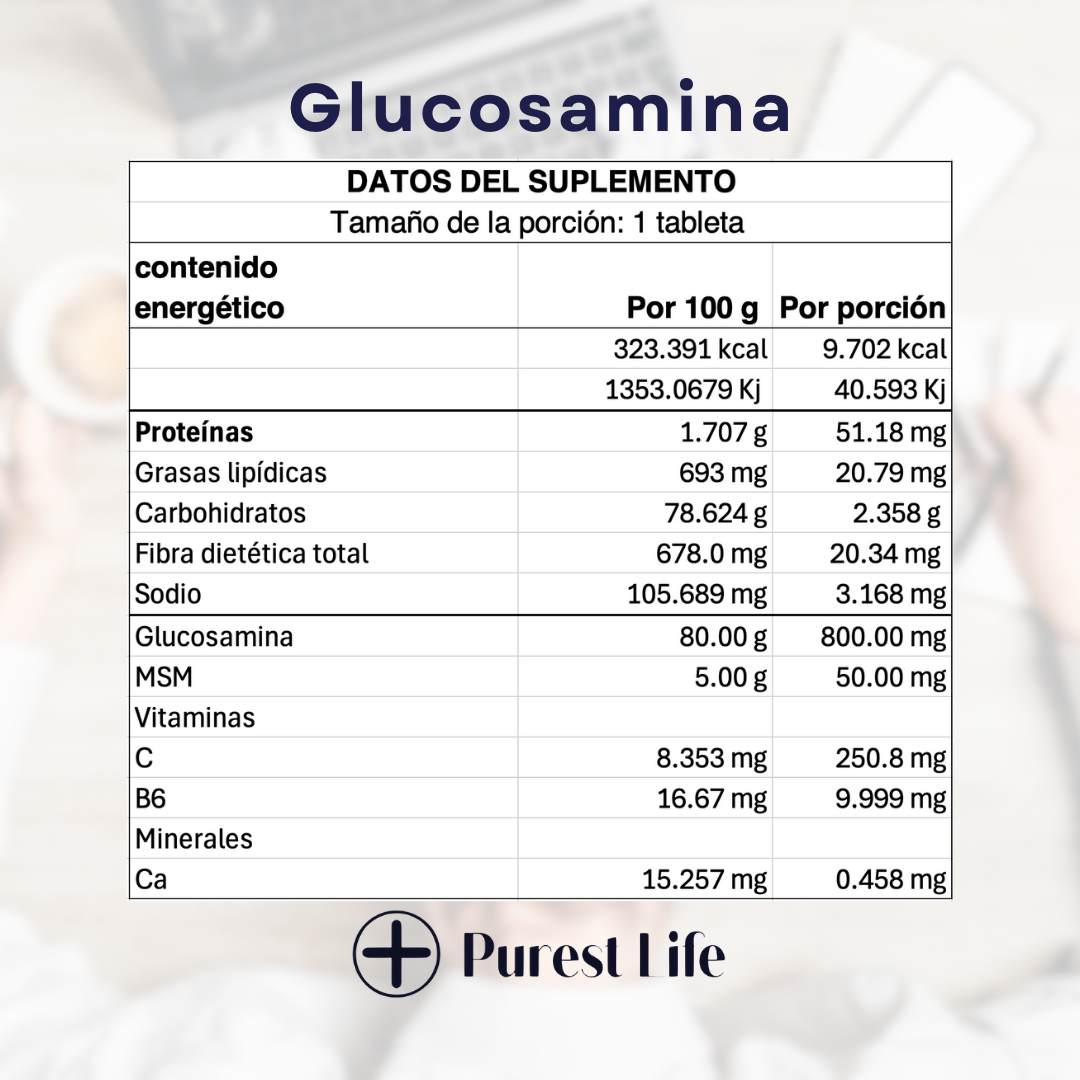 Glucosamina
DATOS DEL SUPLEMENTO
Tamaño de la porción: 1 tableta
contenido
energético Por 100 g Por porción
323.391 kcal 9.702 kcal
1353.0679 Kj 40.593 Kj
Proteínas 1.707 g 51.18 mg
Grasas lipídicas 693 mg 20.79 mg
Carbohidratos 78.624 g 2.358 g
Fibra dietética total 678.0 mg 20.34 mg
Sodio 105.689 mg 3.168 mg
Glucosamina 80.00 g 800.00 mg
MSM 5.00 g 50.00 mg
Vitaminas
C 8.353 mg 250.8 mg
B6 16.67 mg 9.999 mg
Minerales
Ca 15.257 mg 0.458 mg
Purest Life